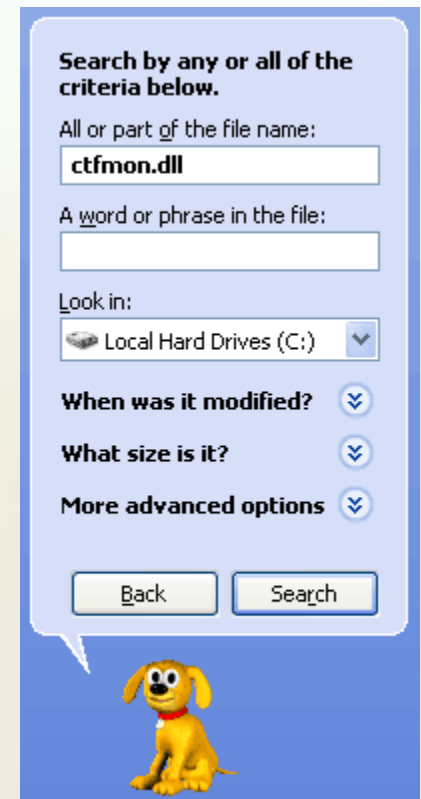 Search by any or all of the
criteria below.
All or part of the file name:
ctfmon.dll
A word or phrase in the file:
Look in:
Local Hard Drives (C:)
When was it modified?
What size is it?
More advanced options
Back
Search